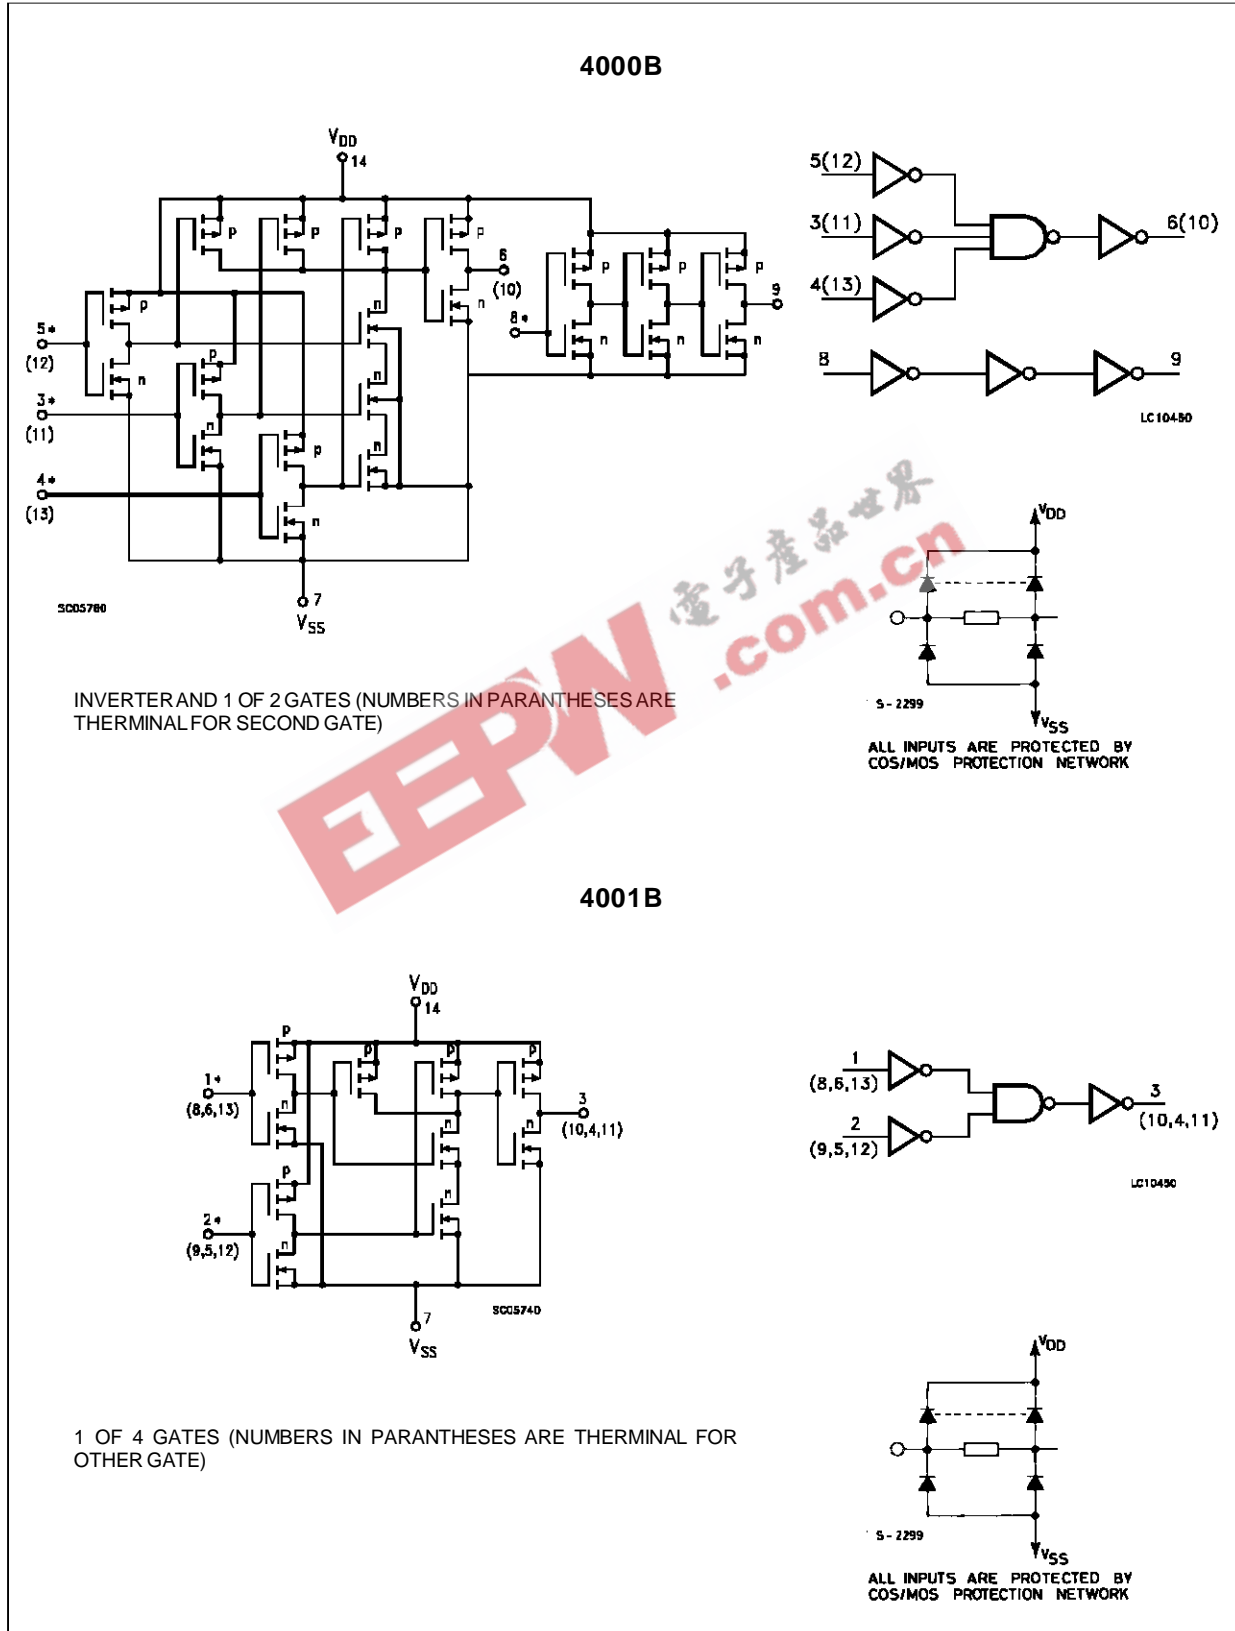 4000B
VDD
14
p
p
p
p
6
(10)
n
n
5*
(12)
p
n
3*
(11)
p
n
4*
(13)
p
n
n
n
8*
p
p
p
n
n
n
9
7
VSS
SC05760
5(12)
3(11)
4(13)
6(10)
8
9
LC10450
VDD
VSS
S-2299
ALL INPUTS ARE PROTECTED BY
COS/MOS PROTECTION NETWORK
INVERTER AND 1 OF 2 GATES (NUMBERS IN PARANTHESES ARE
THERMINAL FOR SECOND GATE)
電子產品世界
EEPW.com.cn
4001B
VDD
14
p
p
p
p
1*
(8,6,13)
n
n
n
3
(10,4,11)
p
n
2*
(9,5,12)
n
7
VSS
SC05740
1
(8,6,13)
2
(9,5,12)
3
(10,4,11)
LC10450
1 OF 4 GATES (NUMBERS IN PARANTHESES ARE THERMINAL FOR
OTHER GATE)
VDD
VSS
S-2299
ALL INPUTS ARE PROTECTED BY
COS/MOS PROTECTION NETWORK